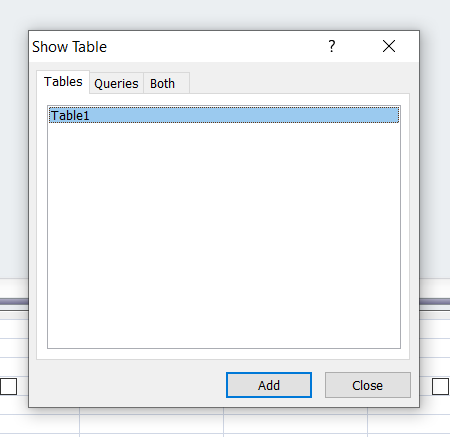 Show Table ?
Tables Queries Both
Table1
Add Close